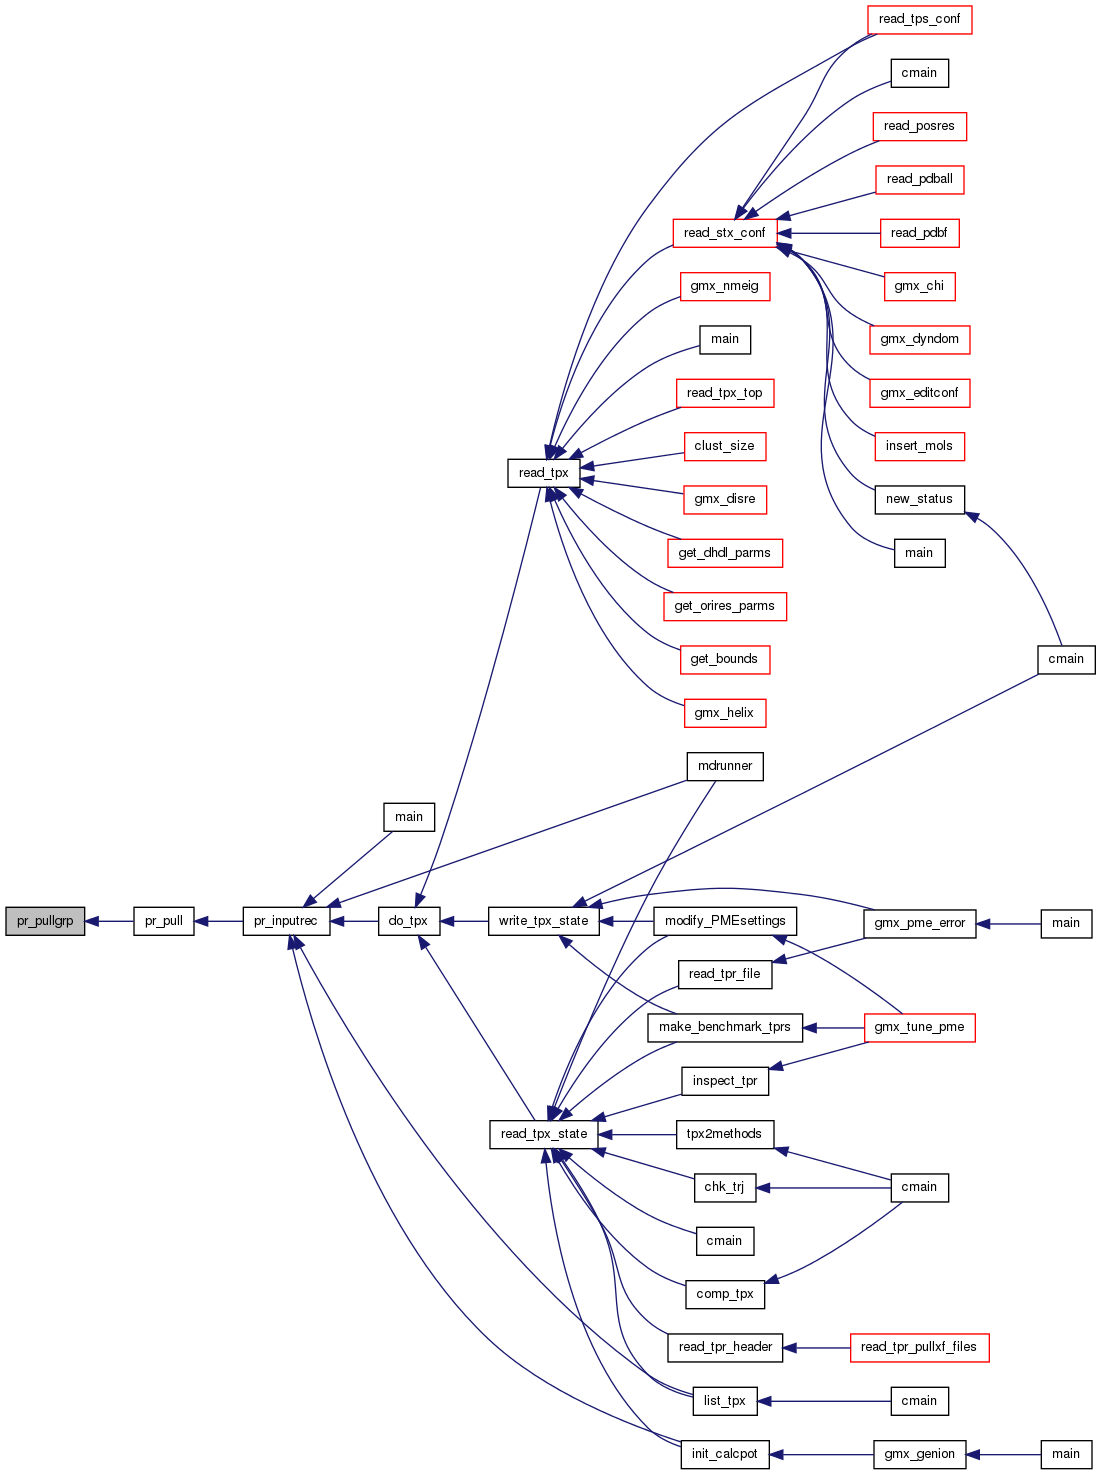 read_tps_conf
cmain
read_posres
read_pdball
read_stx_conf
read_pdbf
gmx_nmeig
gmx_chi
main
gmx_dyndom
read_tpx_top
gmx_editconf
clust_size
insert_mols
read_tpx
gmx_disre
new_status
get_dhdl_parms
main
get_orires_parms
get_bounds
cmain
gmx_helix
mdrunner
main
pr_pullgrp
pr_pull
pr_inputrec
do_tpx
write_tpx_state
modify_PMEsettings
gmx_pme_error
main
read_tpr_file
make_benchmark_tprs
gmx_tune_pme
inspect_tpr
read_tpx_state
tpx2methods
chk_trj
cmain
cmain
comp_tpx
read_tpr_header
read_tpr_pullxf_files
list_tpx
cmain
init_calcpot
gmx_genion
main